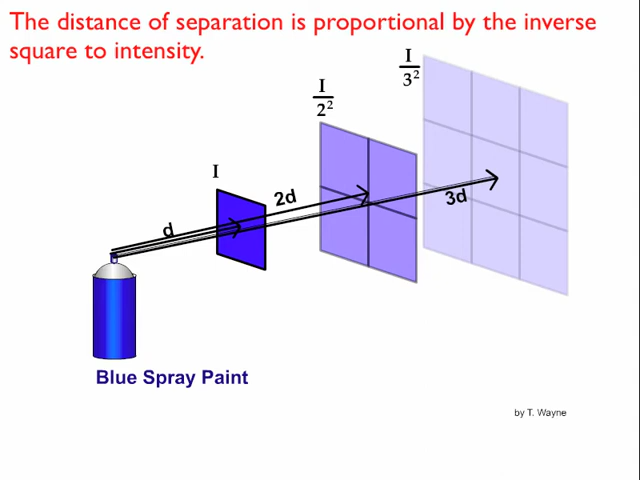 The distance of separation is proportional by the inverse
square to intensity.
I
3²
I
2²
I
2d
3d
d
Blue Spray Paint
by T. Wayne